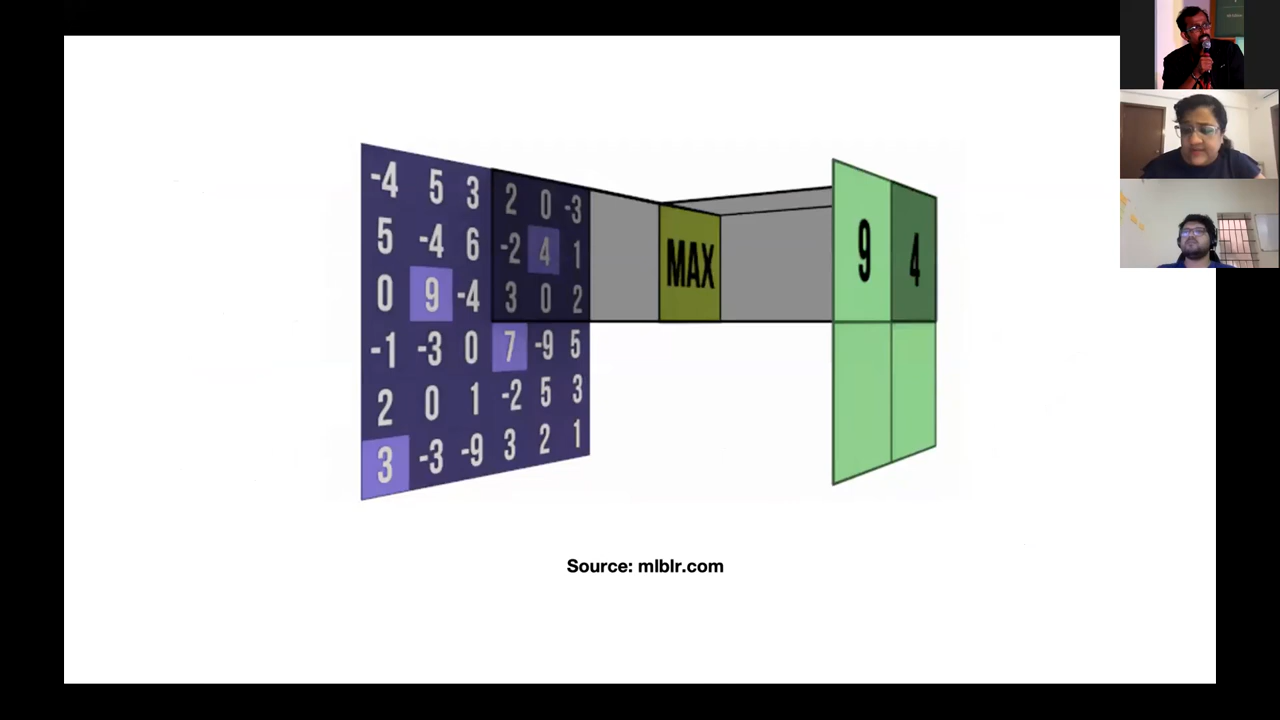 -4 5 3 2 0 -3
5 -4 6 -2 4 1
0 9 -4 3 0 2
-1 -3 0 7 -9 5
2 0 1 -2 5 3
3 -3 -9 3 2 1
MAX
9 4
Source: mlblr.com